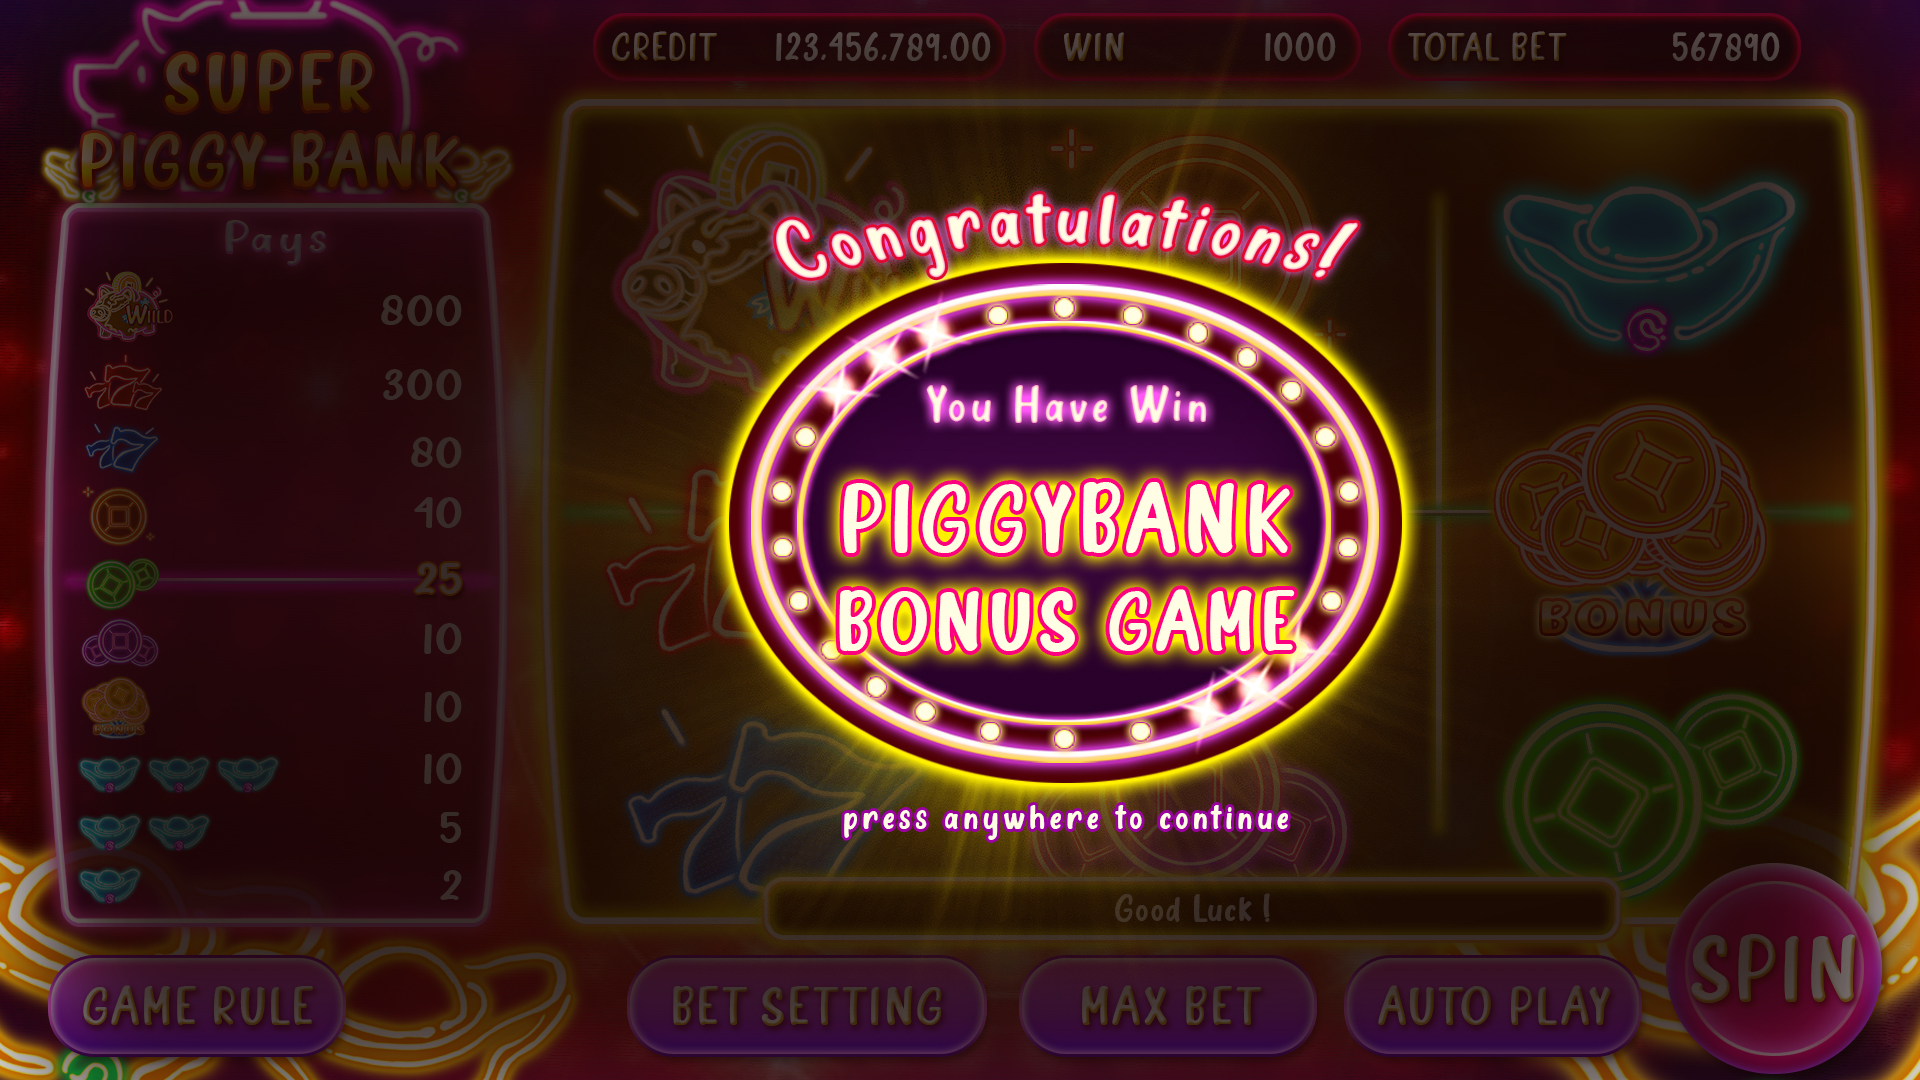 SUPER
PIGGY-BANK
CREDIT 123.456.789.00
WIN 1000
TOTAL BET 567890
Pays
WIILD 800
300
80
40
25
10
10
10
5
2
Congratulations!
You Have Win
PIGGYBANK
BONUS GAME
press anywhere to continue
BONUS
Good Luck !
GAME RULE
BET SETTING
MAX BET
AUTO PLAY
SPIN